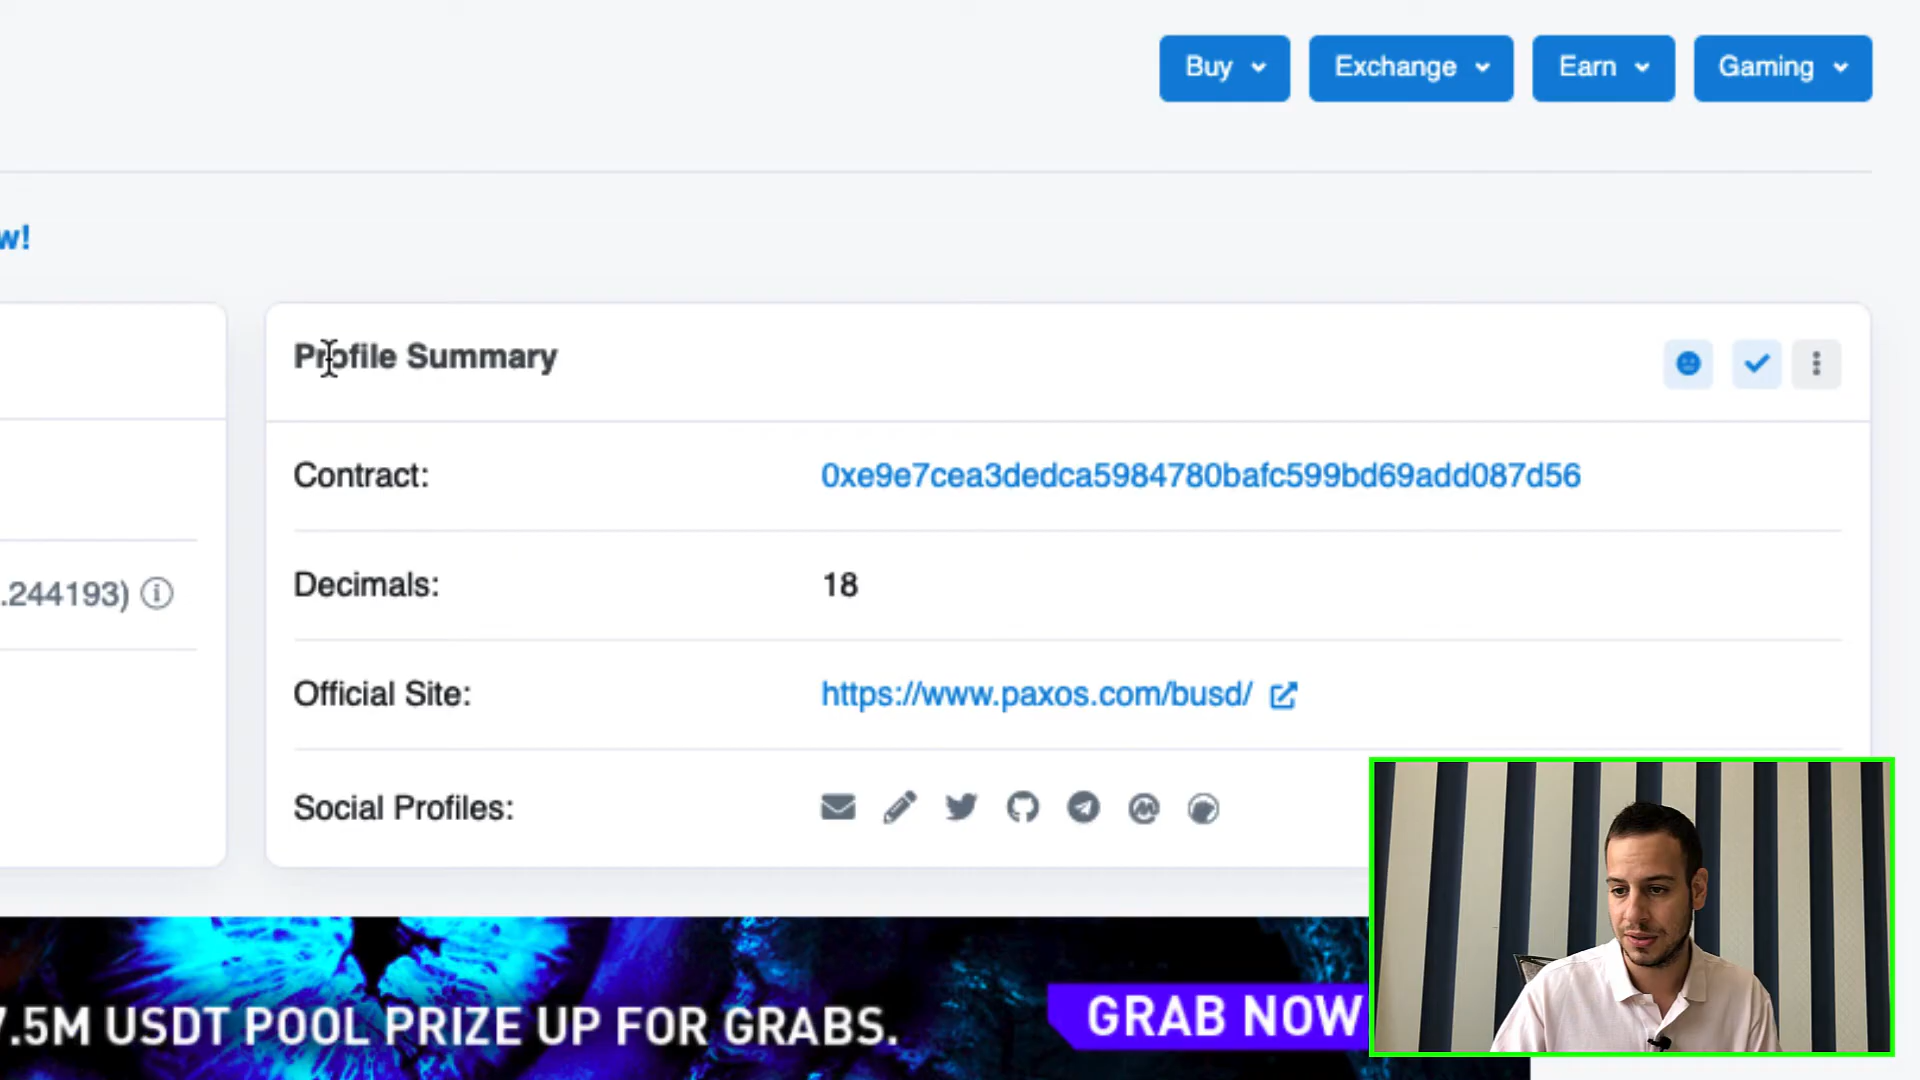 Buy
Exchange
Earn
Gaming
w!
Profile Summary
Contract:
0xe9e7cea3dedca5984780bafc599bd69add087d56
Decimals:
18
.244193)
Official Site:
https://www.paxos.com/busd/
Social Profiles:
7.5M USDT POOL PRIZE UP FOR GRABS.
GRAB NOW